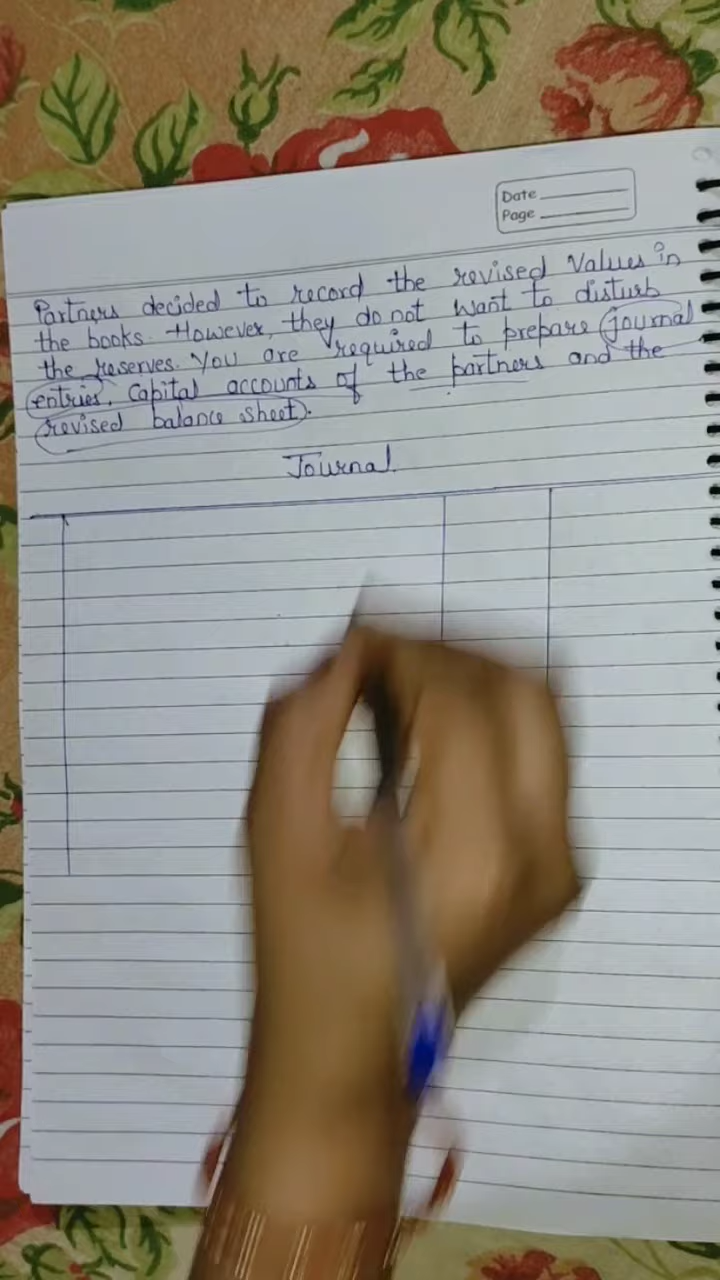 Date
Page
Partners decided to record the revised values in
the books. However, they do not want to disturb
the reserves. You are required to prepare journal
entries, Capital accounts of the partners and the
revised balance sheet.
Journal